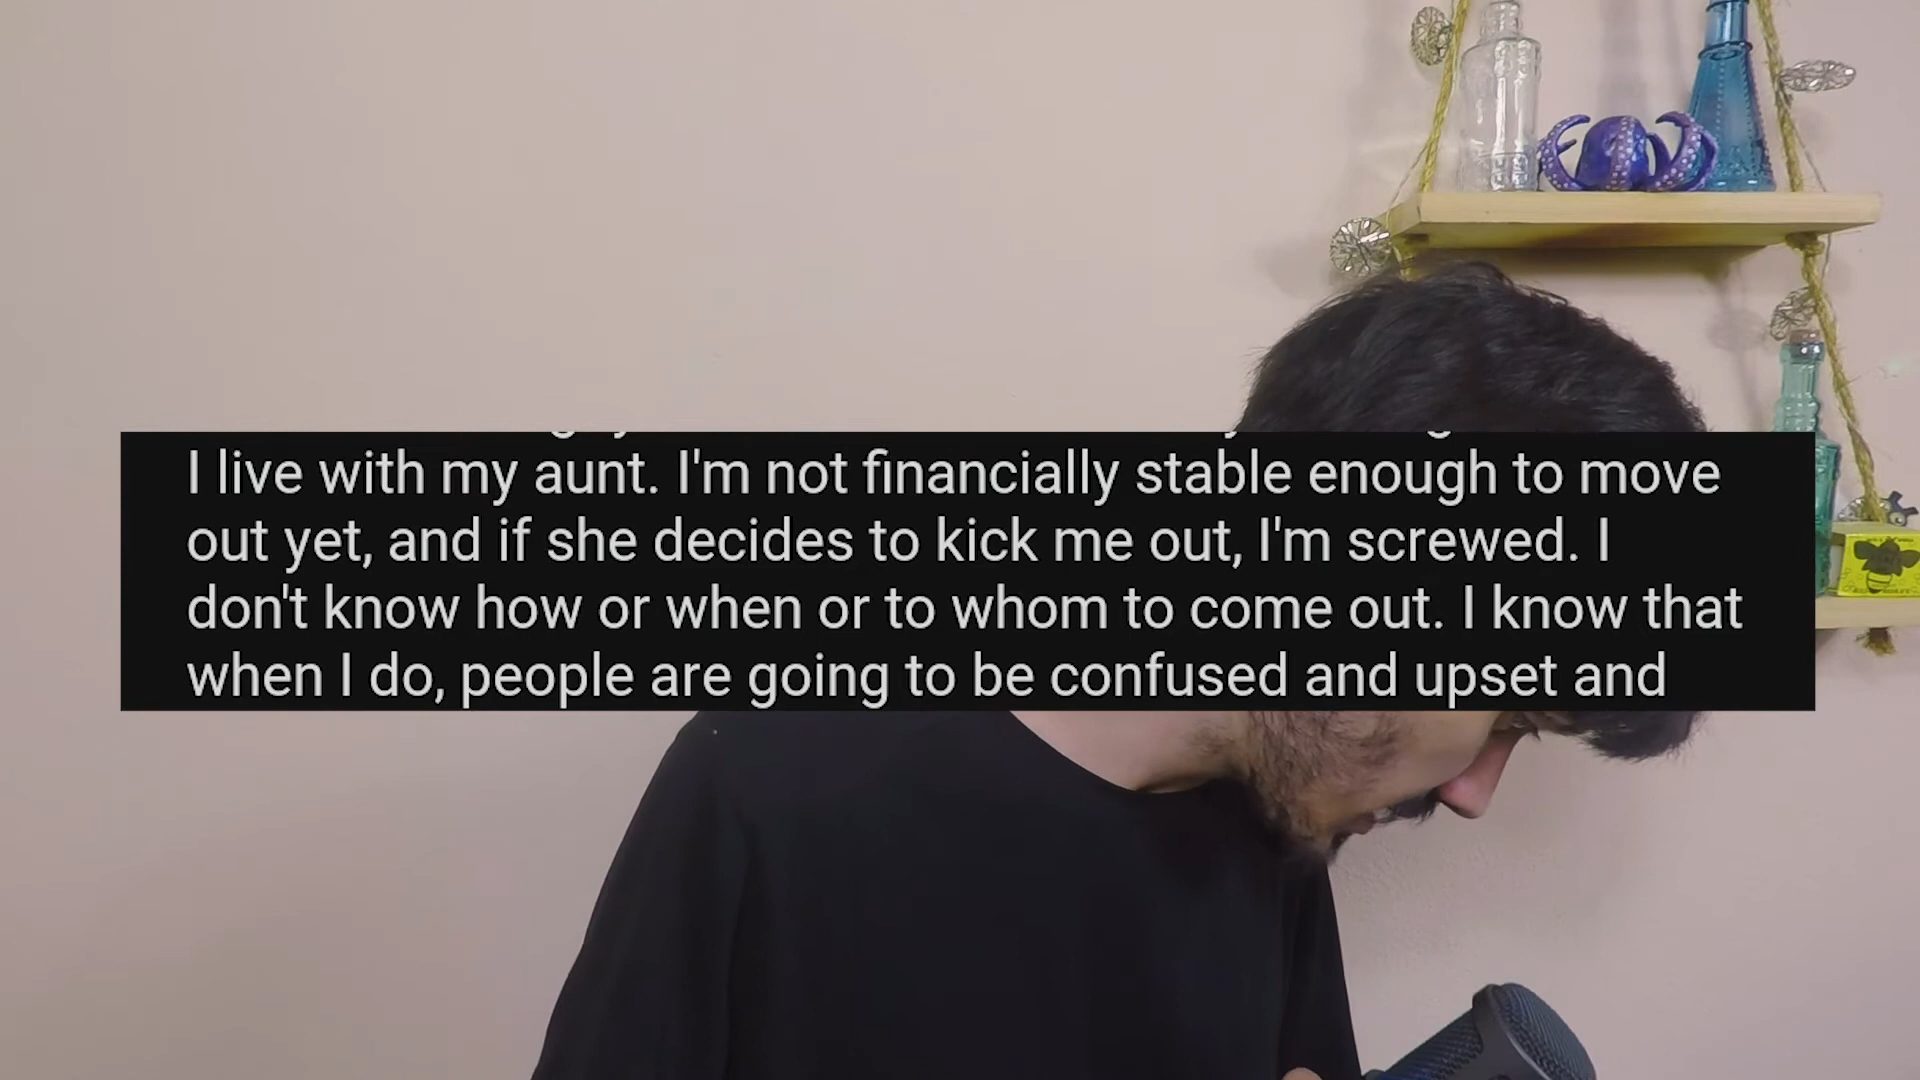 I live with my aunt. I'm not financially stable enough to move
out yet, and if she decides to kick me out, I'm screwed. I
don't know how or when or to whom to come out. I know that
when I do, people are going to be confused and upset and